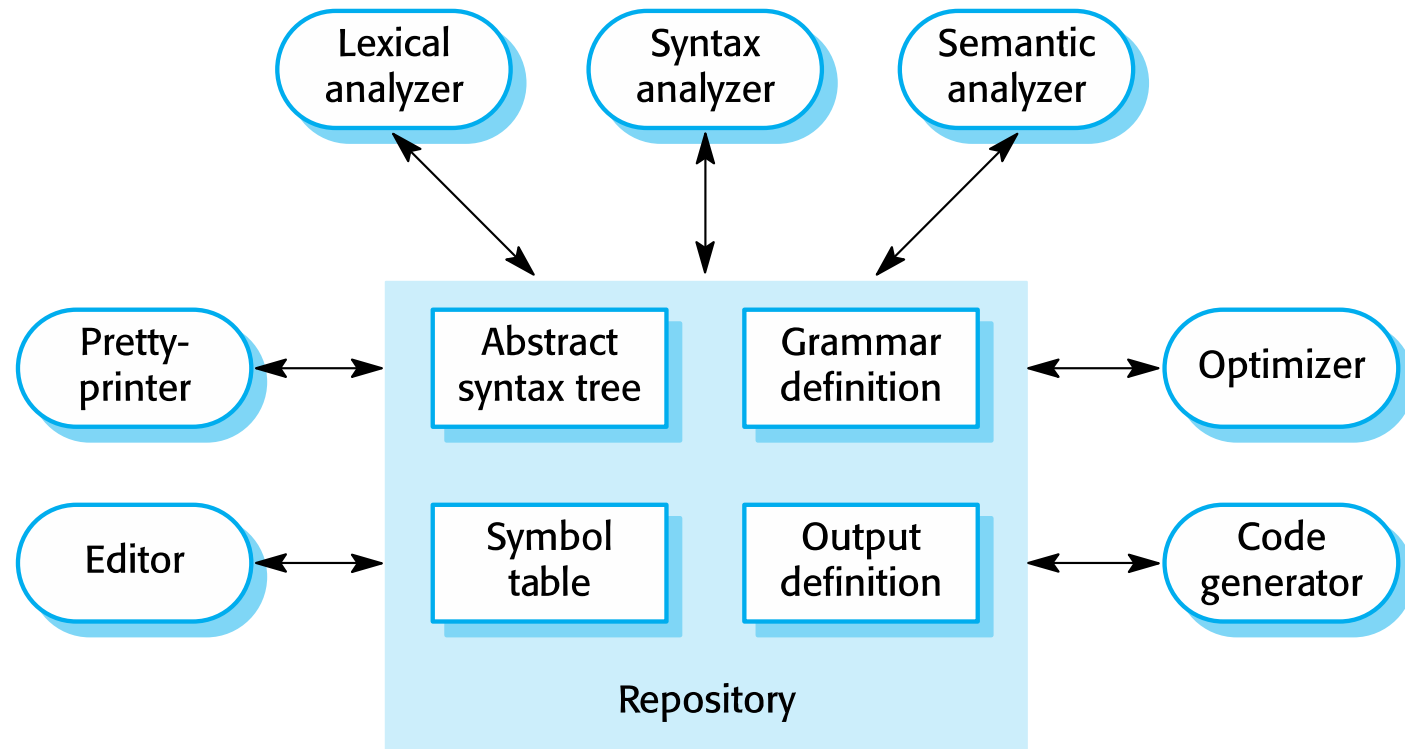 Lexical
analyzer
Syntax
analyzer
Semantic
analyzer
Pretty-
printer
Abstract
syntax tree
Grammar
definition
Optimizer
Editor
Symbol
table
Output
definition
Code
generator
Repository